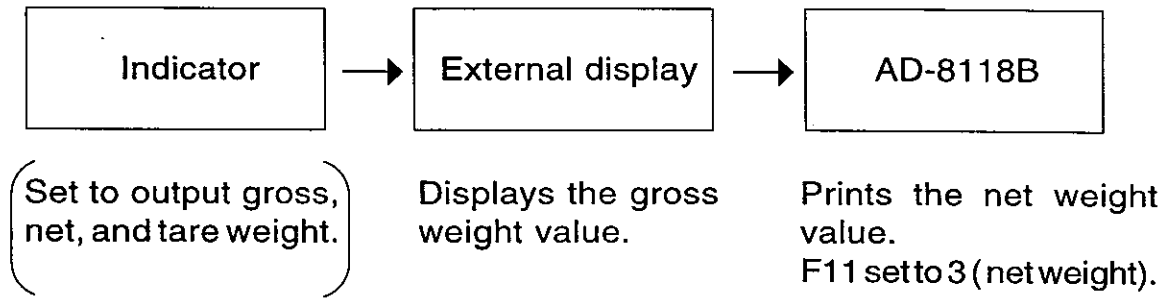 Indicator
External display
AD-8118B
(Set to output gross,
net, and tare weight.)
Displays the gross
weight value.
Prints the net weight
value.
F11 set to 3 (net weight).